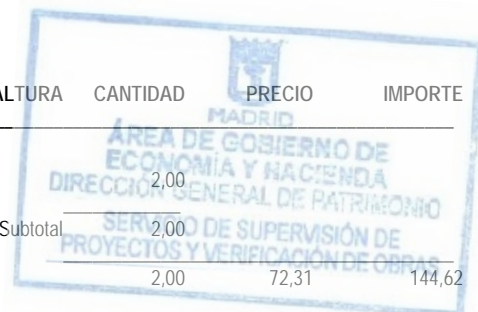 ALTURA CANTIDAD PRECIO IMPORTE
MADRID
ÁREA DE GOBIERNO DE
ECONOMÍA Y HACIENDA
2,00
DIRECCIÓN GENERAL DE PATRIMONIO
Subtotal 2,00
SERVICIO DE SUPERVISIÓN DE
PROYECTOS Y VERIFICACIÓN DE OBRAS
2,00 72,31 144,62